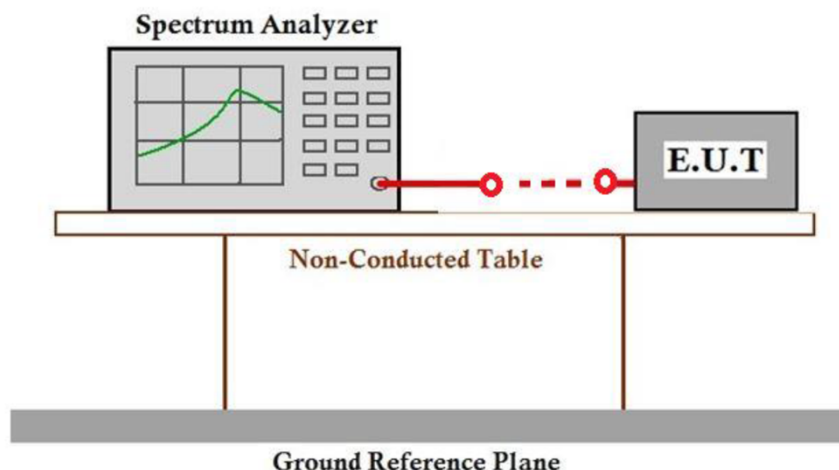 Spectrum Analyzer
E.U.T
Non-Conducted Table
Ground Reference Plane